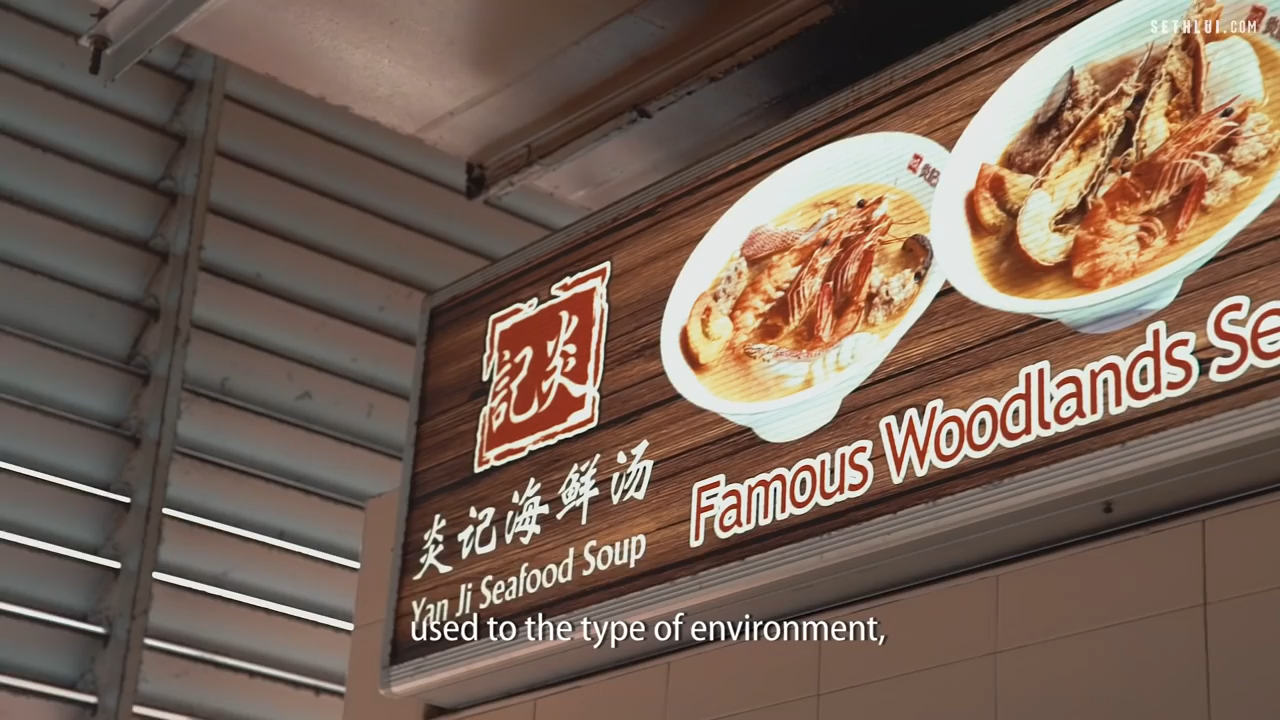 SETHLUI.COM
炎記
炎记海鲜汤
Yan Ji Seafood Soup
Famous Woodlands Se
used to the type of environment,